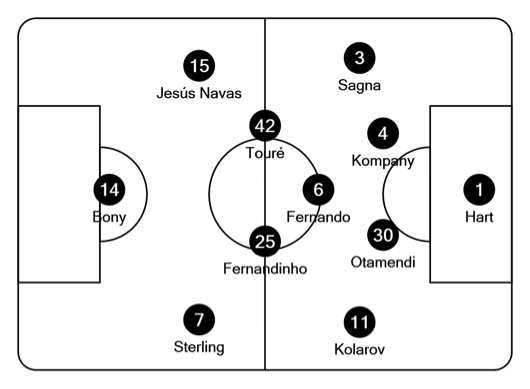 15
Jesús Navas
3
Sagna
42
Touré
4
Kompany
14
Bony
6
Fernando
1
Hart
25
Fernandinho
30
Otamendi
7
Sterling
11
Kolarov